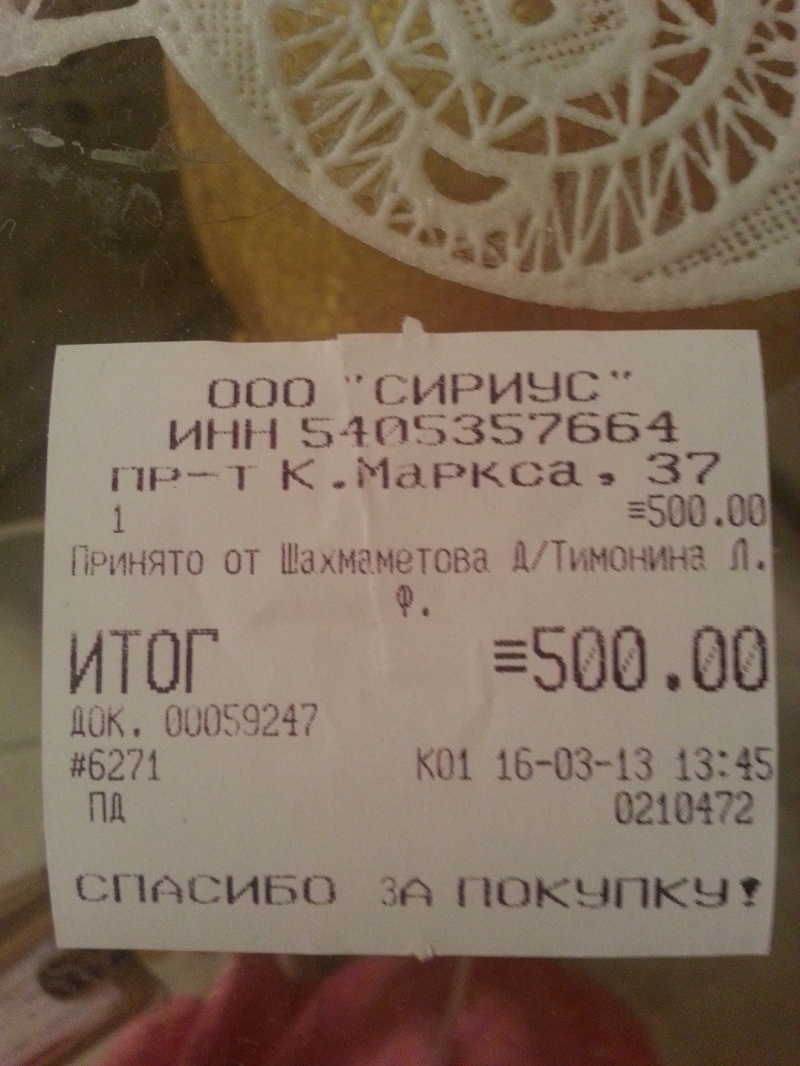 ООО "СИРИУС"
ИНН 5405357664
ПР-Т К.Маркса, 37
1 ≡500.00
Принято от Шахмаметова Д/Тимонина Л.
Ф.
ИТОГ ≡500.00
ДОК. 00059247
#6271 К01 16-03-13 13:45
ПД 0210472
СПАСИБО ЗА ПОКУПКУ!